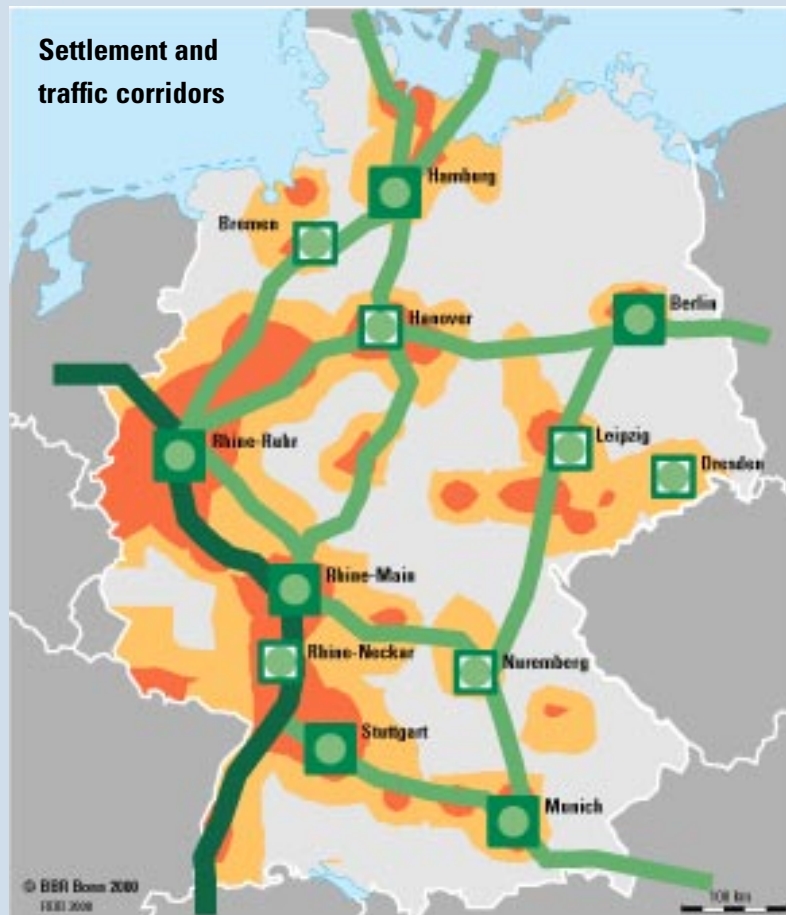 Settlement and
traffic corridors
Hamburg
Bremen
Hanover
Berlin
Rhine-Ruhr
Leipzig
Dresden
Rhine-Main
Rhine-Neckar
Nuremberg
Stuttgart
Munich
© BBR Bonn 2000
100 km